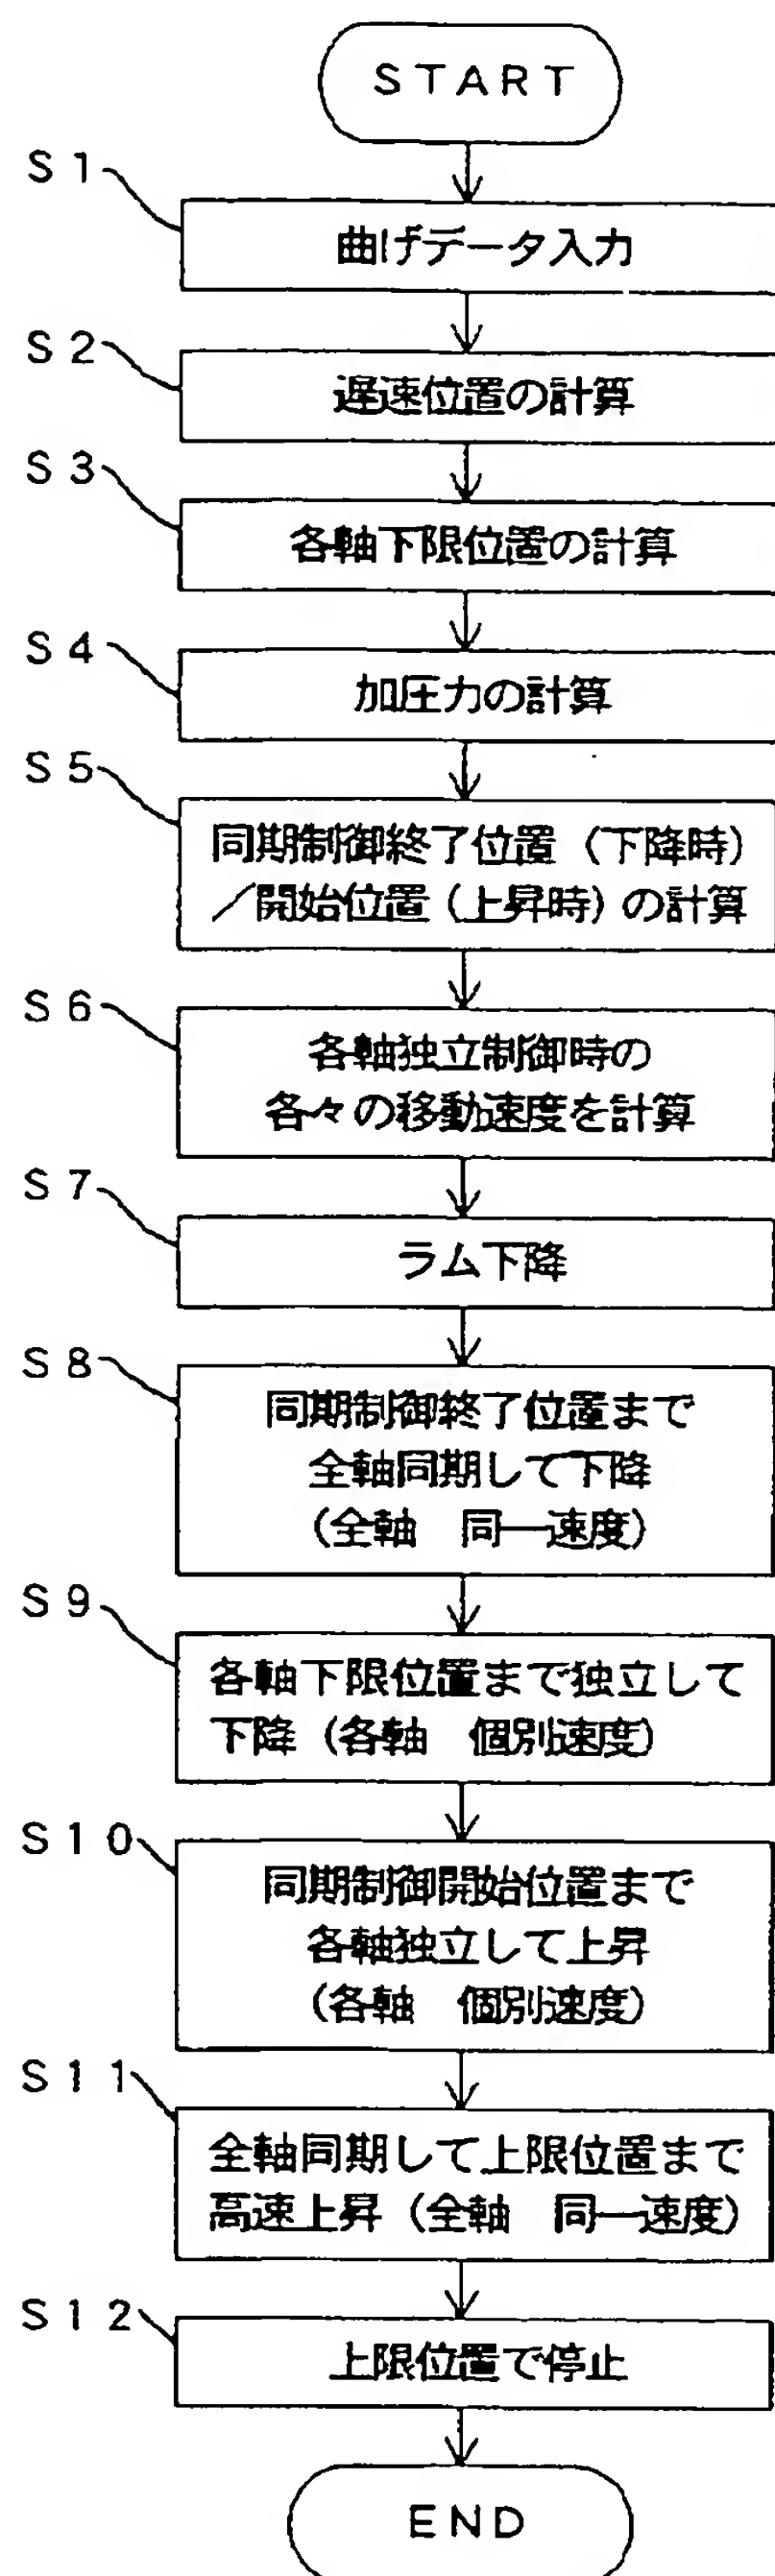 START
S1
曲げデータ入力
S2
遅速位置の計算
S3
各軸下限位置の計算
S4
加圧力の計算
S5
同期制御終了位置（下降時）
／開始位置（上昇時）の計算
S6
各軸独立制御時の
各々の移動速度を計算
S7
ラム下降
S8
同期制御終了位置まで
全軸同期して下降
（全軸　同一速度）
S9
各軸下限位置まで独立して
下降（各軸　個別速度）
S10
同期制御開始位置まで
各軸独立して上昇
（各軸　個別速度）
S11
全軸同期して上限位置まで
高速上昇（全軸　同一速度）
S12
上限位置で停止
END